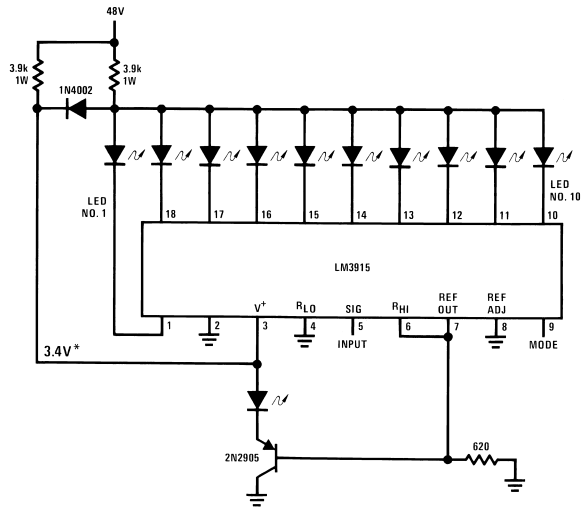 48V
3.9k
1W
3.9k
1W
1N4002
LED
NO. 1
LED
NO. 10
18
17
16
15
14
13
12
11
10
LM3915
V+
RLO
SIG
RHI
REF
OUT
REF
ADJ
1
2
3
4
5
6
7
8
9
INPUT
MODE
3.4V*
2N2905
620